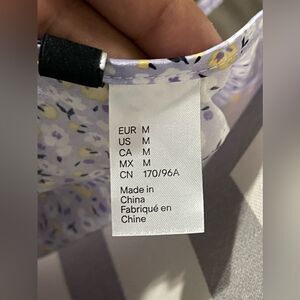 EUR M
US M
CA M
MX M
CN 170/96A
Made in
China
Fabriqué en
Chine